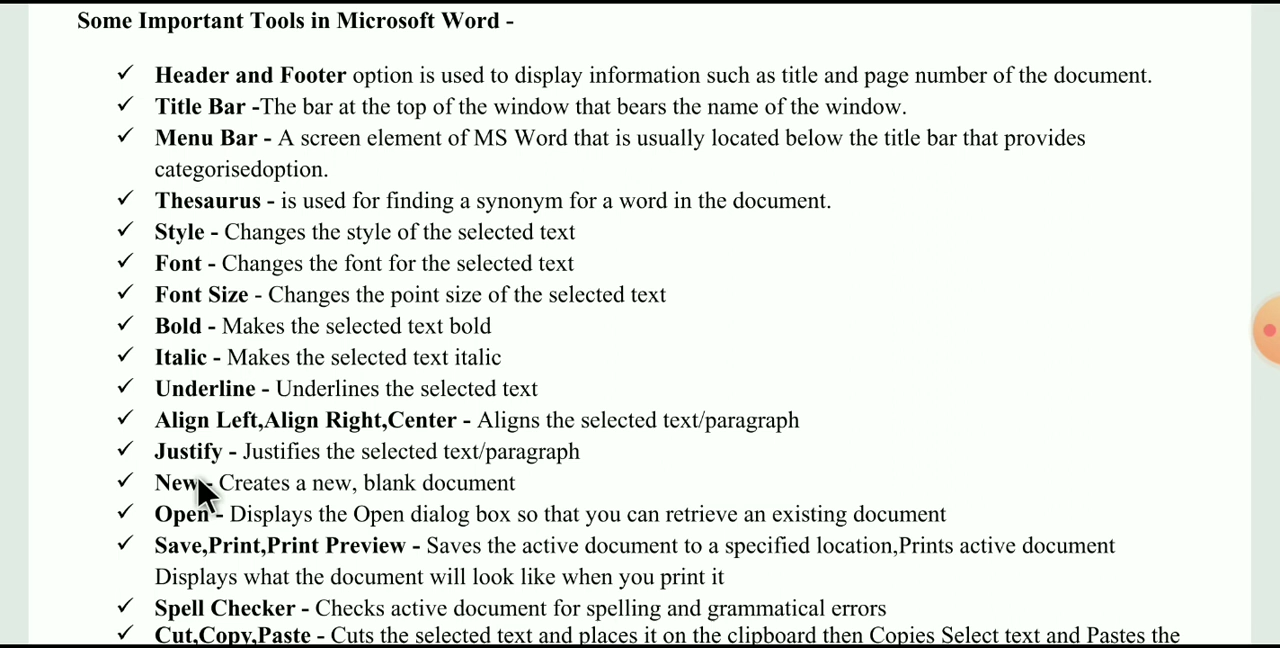 Some Important Tools in Microsoft Word -
✓ Header and Footer option is used to display information such as title and page number of the document.
✓ Title Bar -The bar at the top of the window that bears the name of the window.
✓ Menu Bar - A screen element of MS Word that is usually located below the title bar that provides
categorisedoption.
✓ Thesaurus - is used for finding a synonym for a word in the document.
✓ Style - Changes the style of the selected text
✓ Font - Changes the font for the selected text
✓ Font Size - Changes the point size of the selected text
✓ Bold - Makes the selected text bold
✓ Italic - Makes the selected text italic
✓ Underline - Underlines the selected text
✓ Align Left,Align Right,Center - Aligns the selected text/paragraph
✓ Justify - Justifies the selected text/paragraph
✓ New - Creates a new, blank document
✓ Open - Displays the Open dialog box so that you can retrieve an existing document
✓ Save,Print,Print Preview - Saves the active document to a specified location,Prints active document
Displays what the document will look like when you print it
✓ Spell Checker - Checks active document for spelling and grammatical errors
✓ Cut,Copy,Paste - Cuts the selected text and places it on the clipboard then Copies Select text and Pastes the